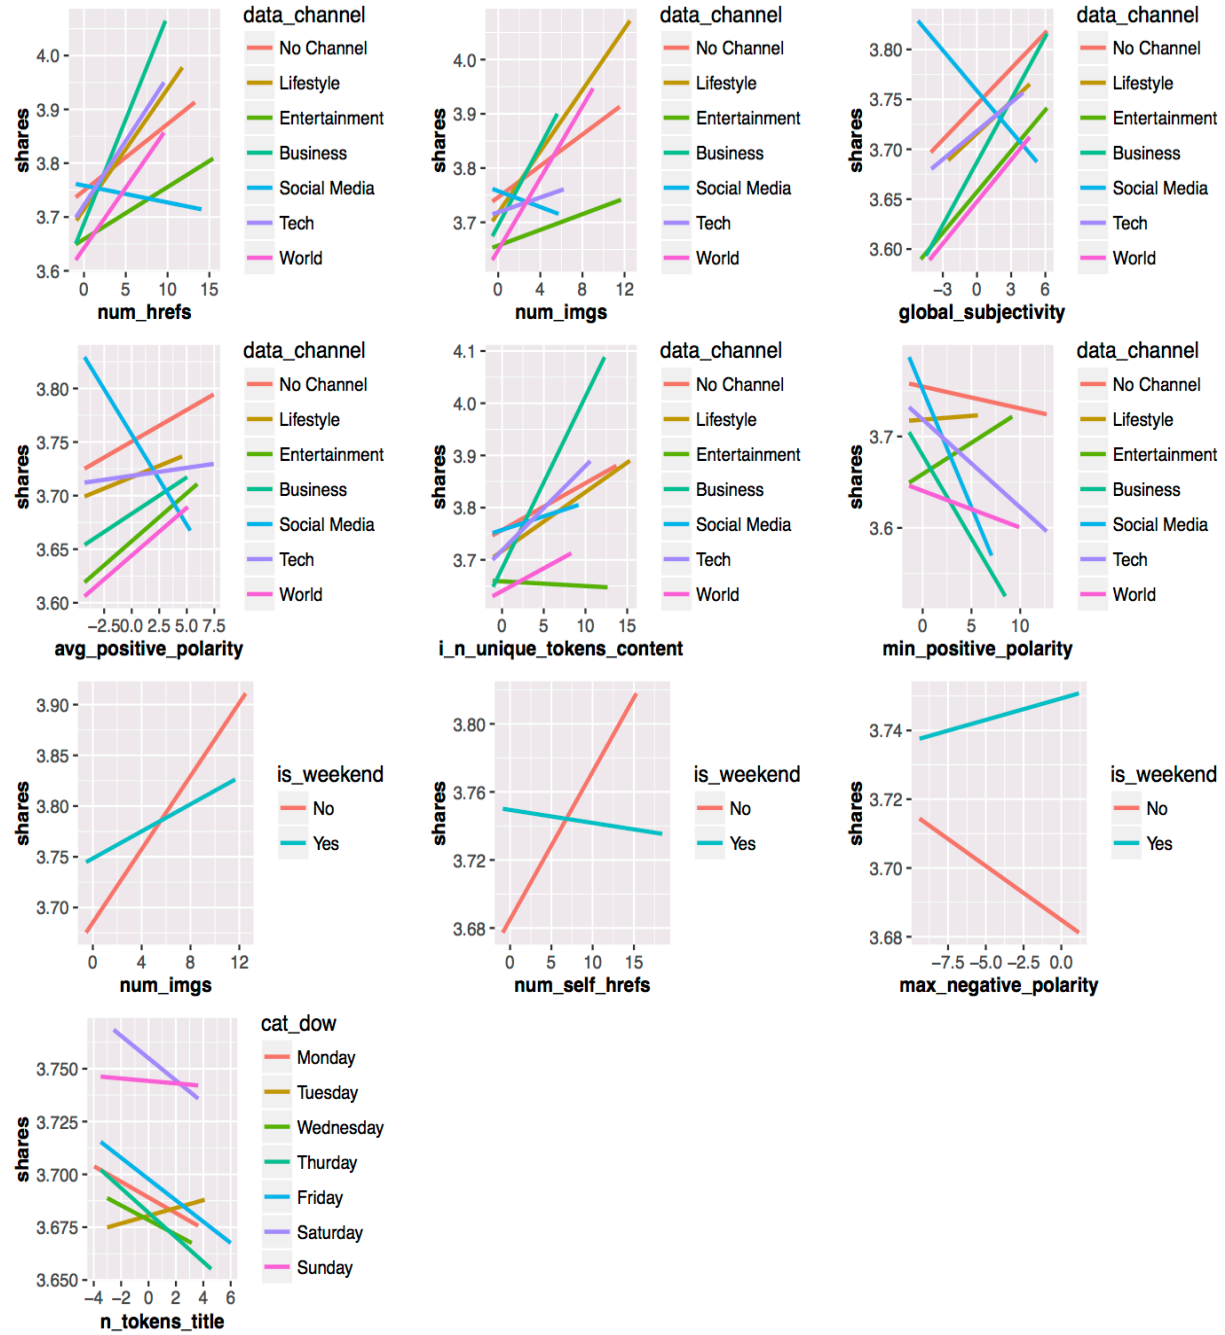 data_channel
4.0
3.9
3.8
3.7
3.6
shares
0 5 10 15
num_hrefs
No Channel
Lifestyle
Entertainment
Business
Social Media
Tech
World
data_channel
4.0
3.9
3.8
3.7
shares
0 4 8 12
num_imgs
No Channel
Lifestyle
Entertainment
Business
Social Media
Tech
World
data_channel
3.80
3.75
3.70
3.65
3.60
shares
-3 0 3 6
global_subjectivity
No Channel
Lifestyle
Entertainment
Business
Social Media
Tech
World
data_channel
3.80
3.75
3.70
3.65
3.60
shares
-2.5 0.0 2.5 5.0 7.5
avg_positive_polarity
No Channel
Lifestyle
Entertainment
Business
Social Media
Tech
World
data_channel
4.1
4.0
3.9
3.8
3.7
shares
0 5 10 15
i_n_unique_tokens_content
No Channel
Lifestyle
Entertainment
Business
Social Media
Tech
World
data_channel
3.7
3.6
shares
0 5 10
min_positive_polarity
No Channel
Lifestyle
Entertainment
Business
Social Media
Tech
World
3.90
3.85
3.80
3.75
3.70
shares
0 4 8 12
num_imgs
is_weekend
No
Yes
3.80
3.76
3.72
3.68
shares
0 5 10 15
num_self_hrefs
is_weekend
No
Yes
3.74
3.72
3.70
3.68
shares
-7.5 -5.0 -2.5 0.0
max_negative_polarity
is_weekend
No
Yes
cat_dow
3.750
3.725
3.700
3.675
3.650
shares
-4 -2 0 2 4 6
n_tokens_title
Monday
Tuesday
Wednesday
Thurday
Friday
Saturday
Sunday